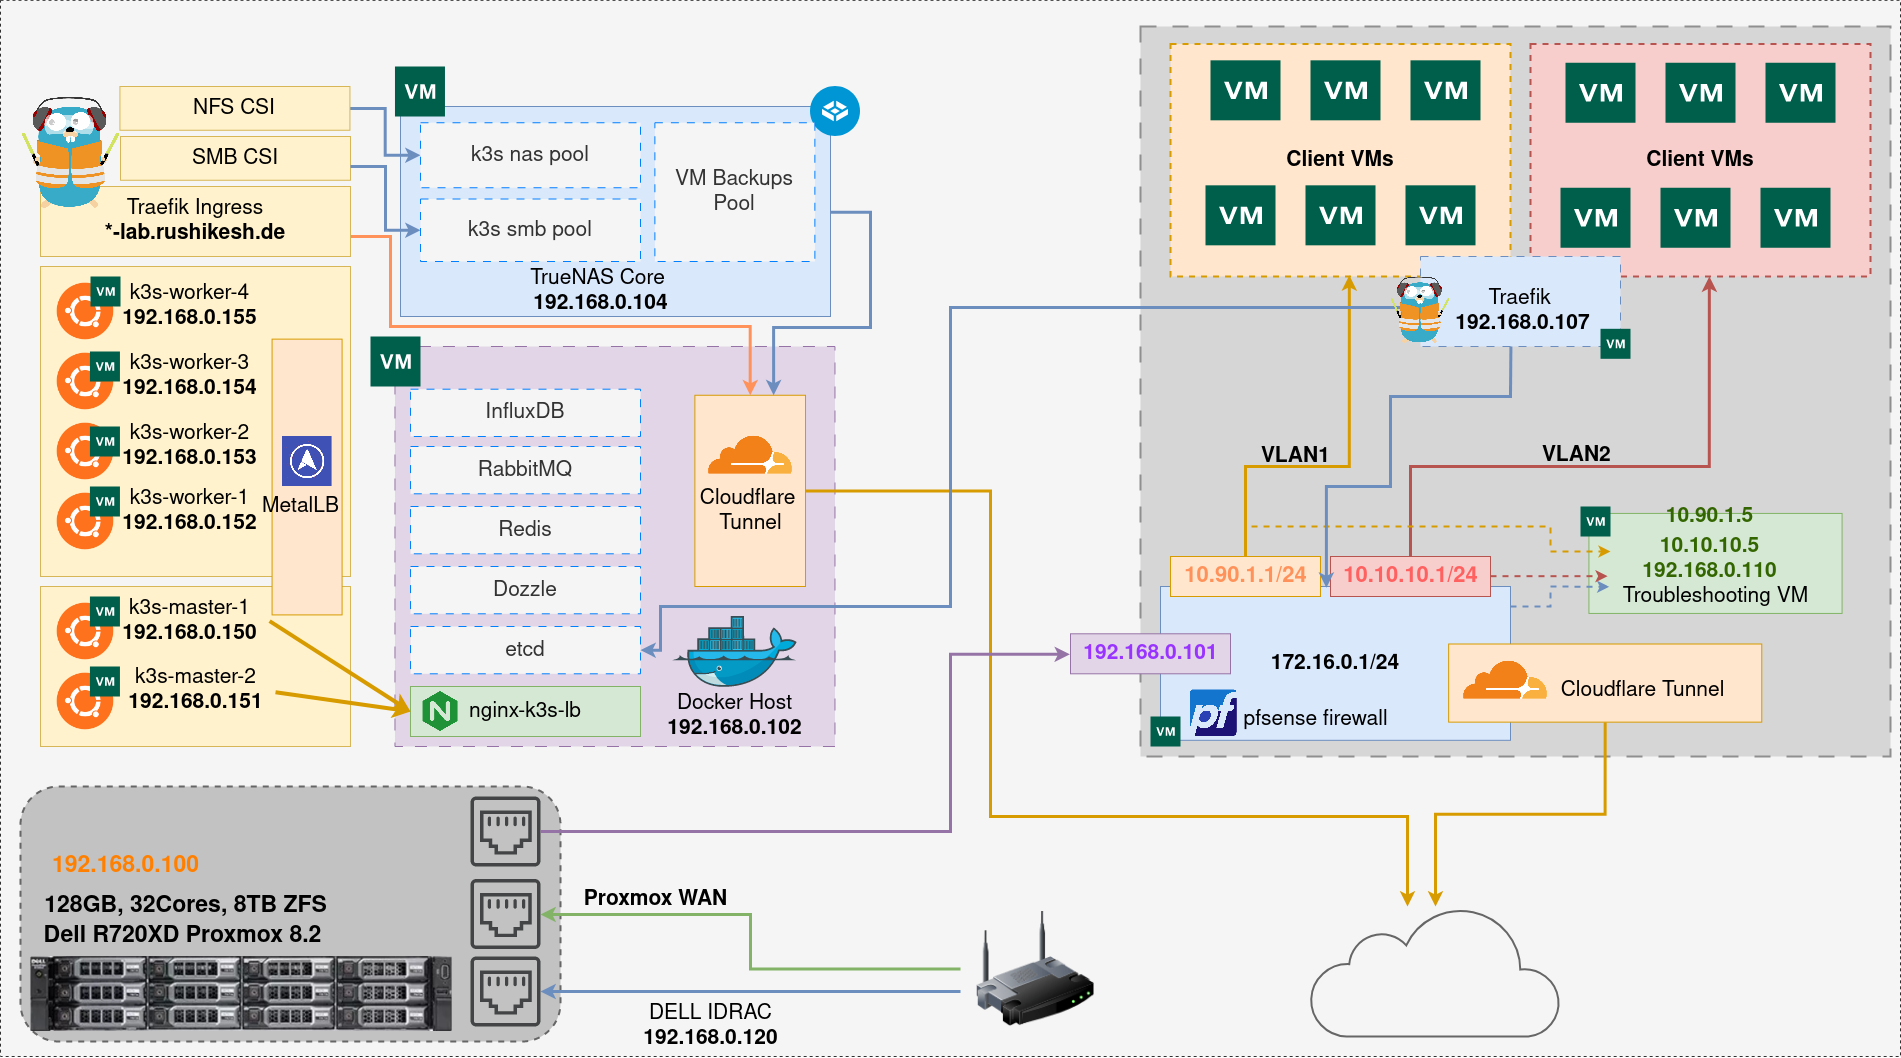 NFS CSI
SMB CSI
Traefik Ingress
*-lab.rushikesh.de
VM
k3s-worker-4
192.168.0.155
VM
k3s-worker-3
192.168.0.154
VM
k3s-worker-2
192.168.0.153
VM
k3s-worker-1
192.168.0.152
MetalLB
VM
k3s-master-1
192.168.0.150
VM
k3s-master-2
192.168.0.151
VM
k3s nas pool
k3s smb pool
VM Backups
Pool
TrueNAS Core
192.168.0.104
VM
InfluxDB
RabbitMQ
Redis
Dozzle
etcd
nginx-k3s-lb
Cloudflare
Tunnel
Docker Host
192.168.0.102
VM VM VM
Client VMs
VM VM VM
VM VM VM
Client VMs
VM VM VM
Traefik
192.168.0.107
VM
VLAN1
VLAN2
VM
10.90.1.5
10.10.10.5
192.168.0.110
Troubleshooting VM
10.90.1.1/24
10.10.10.1/24
192.168.0.101
172.16.0.1/24
VM
pf
pfsense firewall
Cloudflare Tunnel
192.168.0.100
128GB, 32Cores, 8TB ZFS
Dell R720XD Proxmox 8.2
Proxmox WAN
DELL IDRAC
192.168.0.120